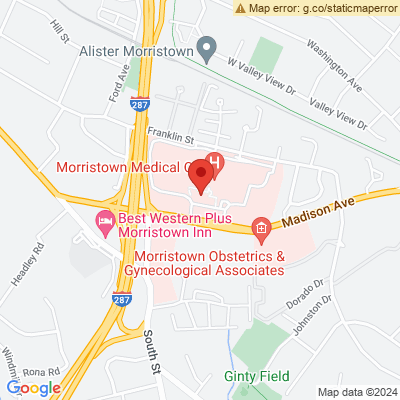 Map error: g.co/staticmaperror
Hill St
Alister Morristown
Washington Ave
W Valley View Dr
Ford Ave
Valley View Dr
287
Franklin St
Morristown Medical C
Best Western Plus
Morristown Inn
Madison Ave
Headley Rd
Morristown Obstetrics &
Gynecological Associates
287
Dorado Dr
Johnston Dr
South St
Windmill
Rona Rd
Ginty Field
Google
Map data ©2024